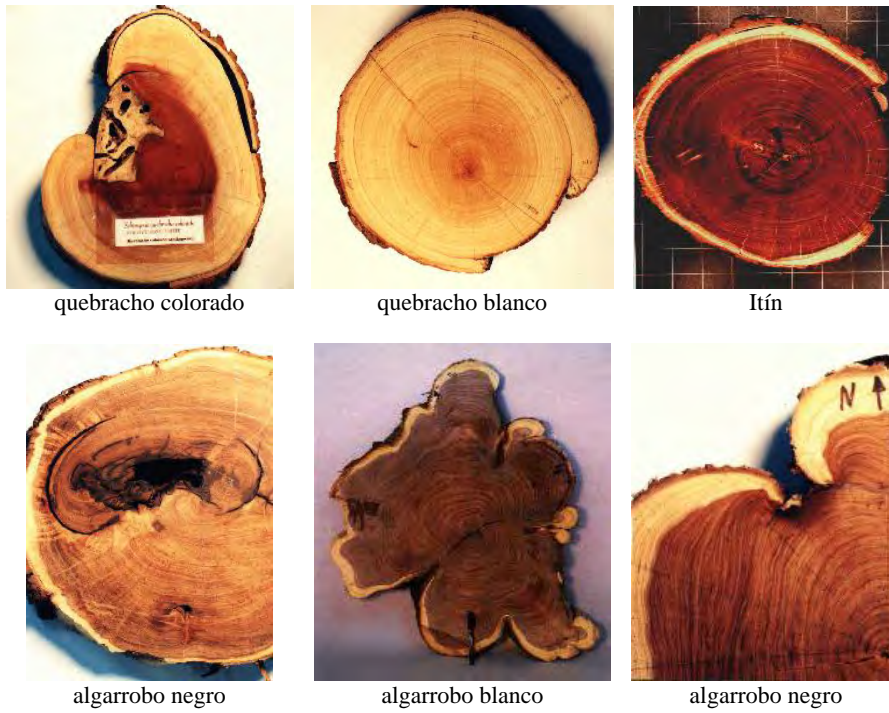 quebracho colorado
quebracho blanco
Itín
N
algarrobo negro
algarrobo blanco
algarrobo negro